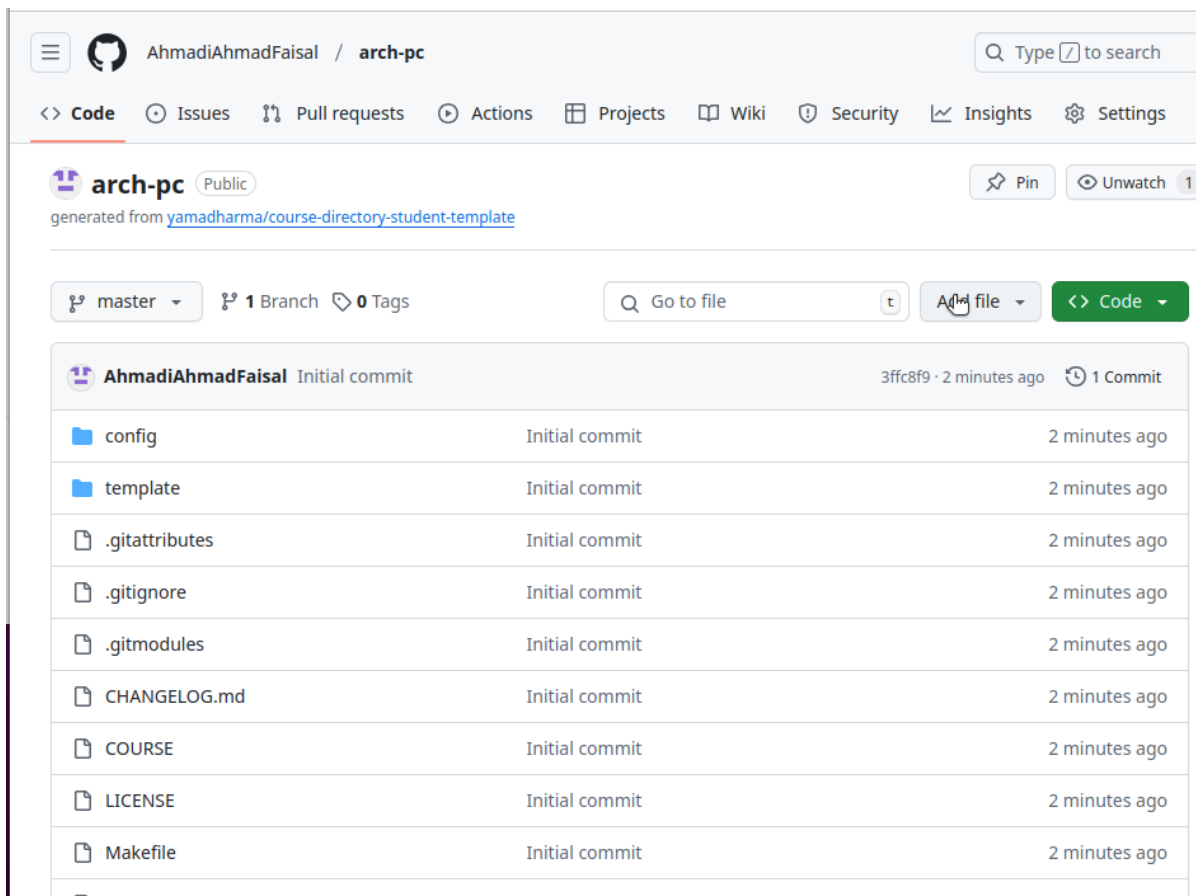 AhmadiAhmadFaisal / arch-pc Type / to search
Code Issues Pull requests Actions Projects Wiki Security Insights Settings
arch-pc Public Pin Unwatch 1
generated from yamadharma/course-directory-student-template
master 1 Branch 0 Tags Go to file t Add file Code
AhmadiAhmadFaisal Initial commit 3ffc8f9 · 2 minutes ago 1 Commit
config Initial commit 2 minutes ago
template Initial commit 2 minutes ago
.gitattributes Initial commit 2 minutes ago
.gitignore Initial commit 2 minutes ago
.gitmodules Initial commit 2 minutes ago
CHANGELOG.md Initial commit 2 minutes ago
COURSE Initial commit 2 minutes ago
LICENSE Initial commit 2 minutes ago
Makefile Initial commit 2 minutes ago